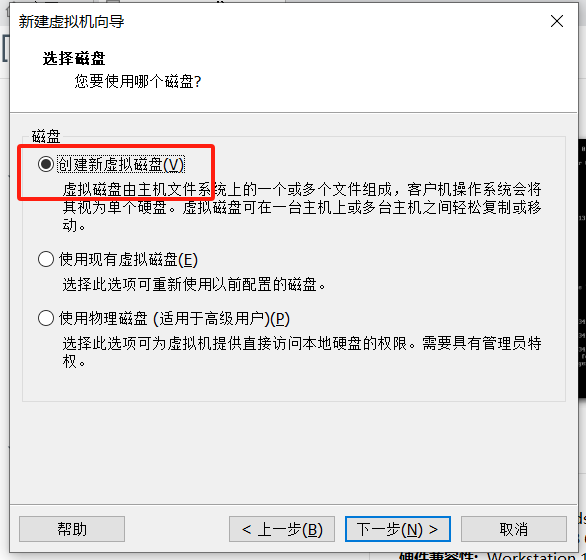 新建虚拟机向导
选择磁盘
您要使用哪个磁盘?
磁盘
创建新虚拟磁盘(V)
虚拟磁盘由主机文件系统上的一个或多个文件组成，客户机操作系统会将
其视为单个硬盘。虚拟磁盘可在一台主机上或多台主机之间轻松复制或移
动。
使用现有虚拟磁盘(E)
选择此选项可重新使用以前配置的磁盘。
使用物理磁盘 (适用于高级用户)(P)
选择此选项可为虚拟机提供直接访问本地硬盘的权限。需要具有管理员特
权。
帮助
< 上一步(B)
下一步(N) >
取消
硬件兼容性: Workstation